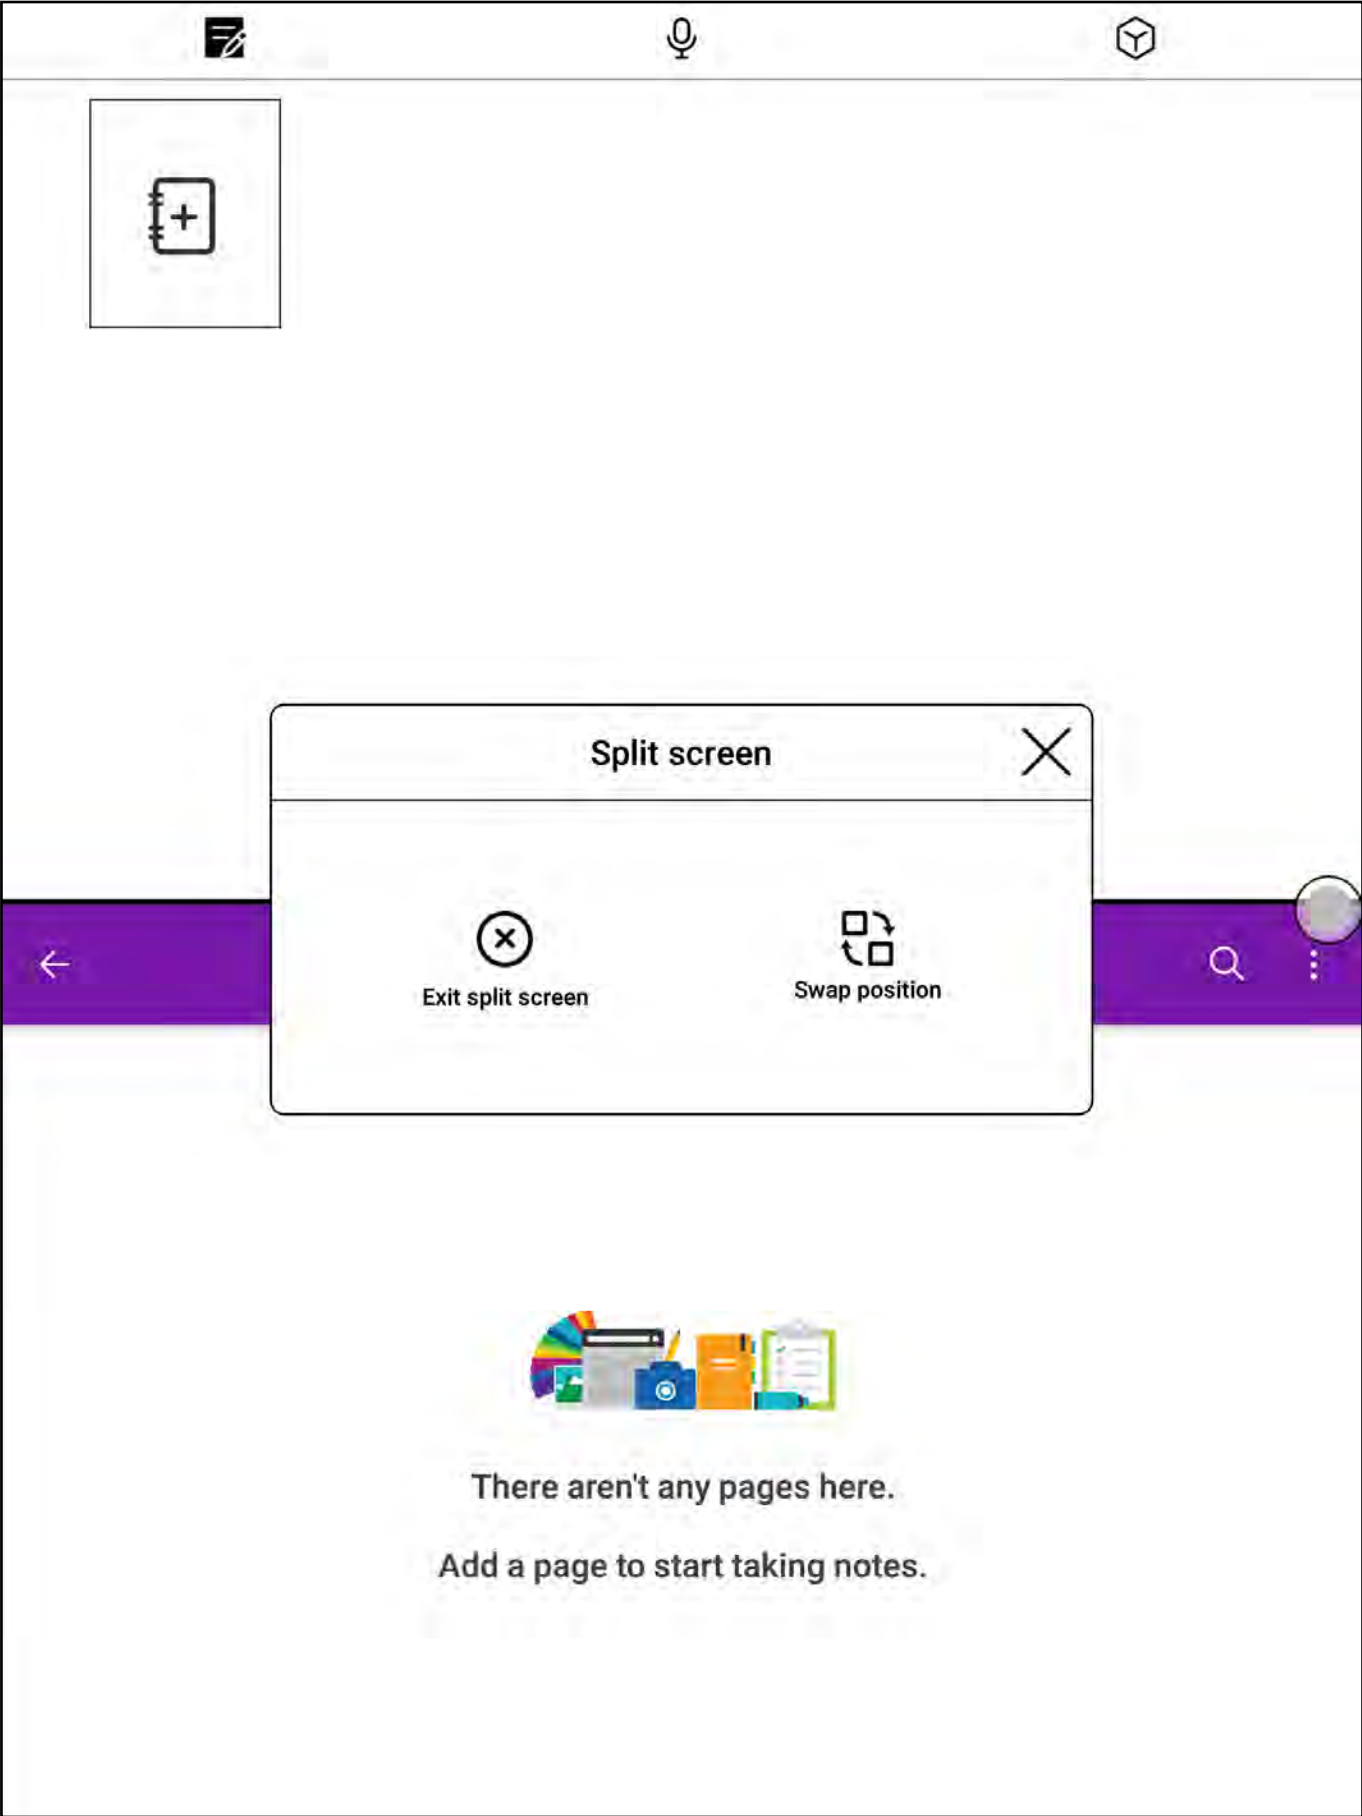 Split screen
Exit split screen
Swap position
There aren't any pages here.
Add a page to start taking notes.